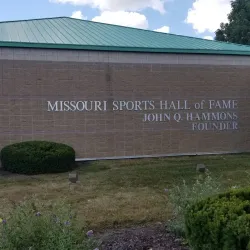 MISSOURI SPORTS HALL of FAME
JOHN Q. HAMMONS
FOUNDER